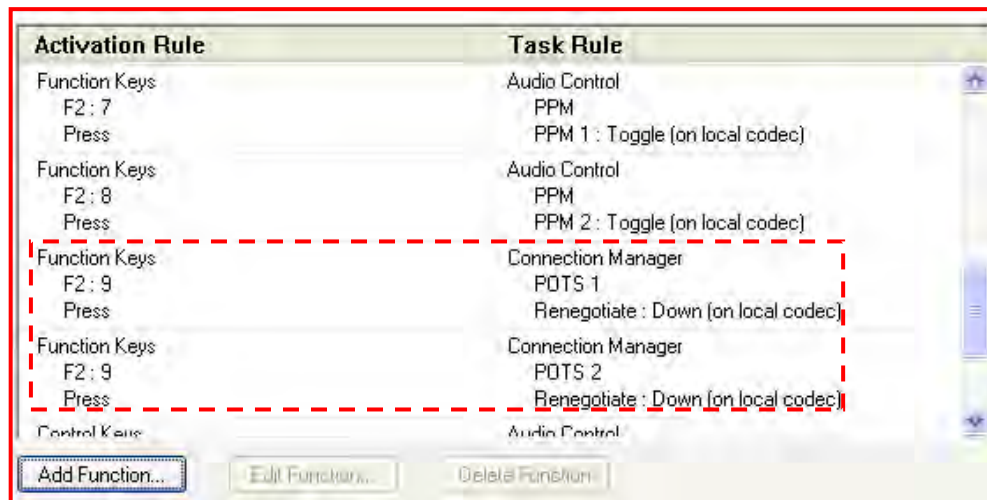 Activation Rule Task Rule
Function Keys Audio Control
F2 : 7 PPM
Press PPM 1 : Toggle (on local codec)
Function Keys Audio Control
F2 : 8 PPM
Press PPM 2 : Toggle (on local codec)
Function Keys Connection Manager
F2 : 9 POTS 1
Press Renegotiate : Down (on local codec)
Function Keys Connection Manager
F2 : 9 POTS 2
Press Renegotiate : Down (on local codec)
Control Keys Audio Control
Add Function... Edit Function... Delete Function